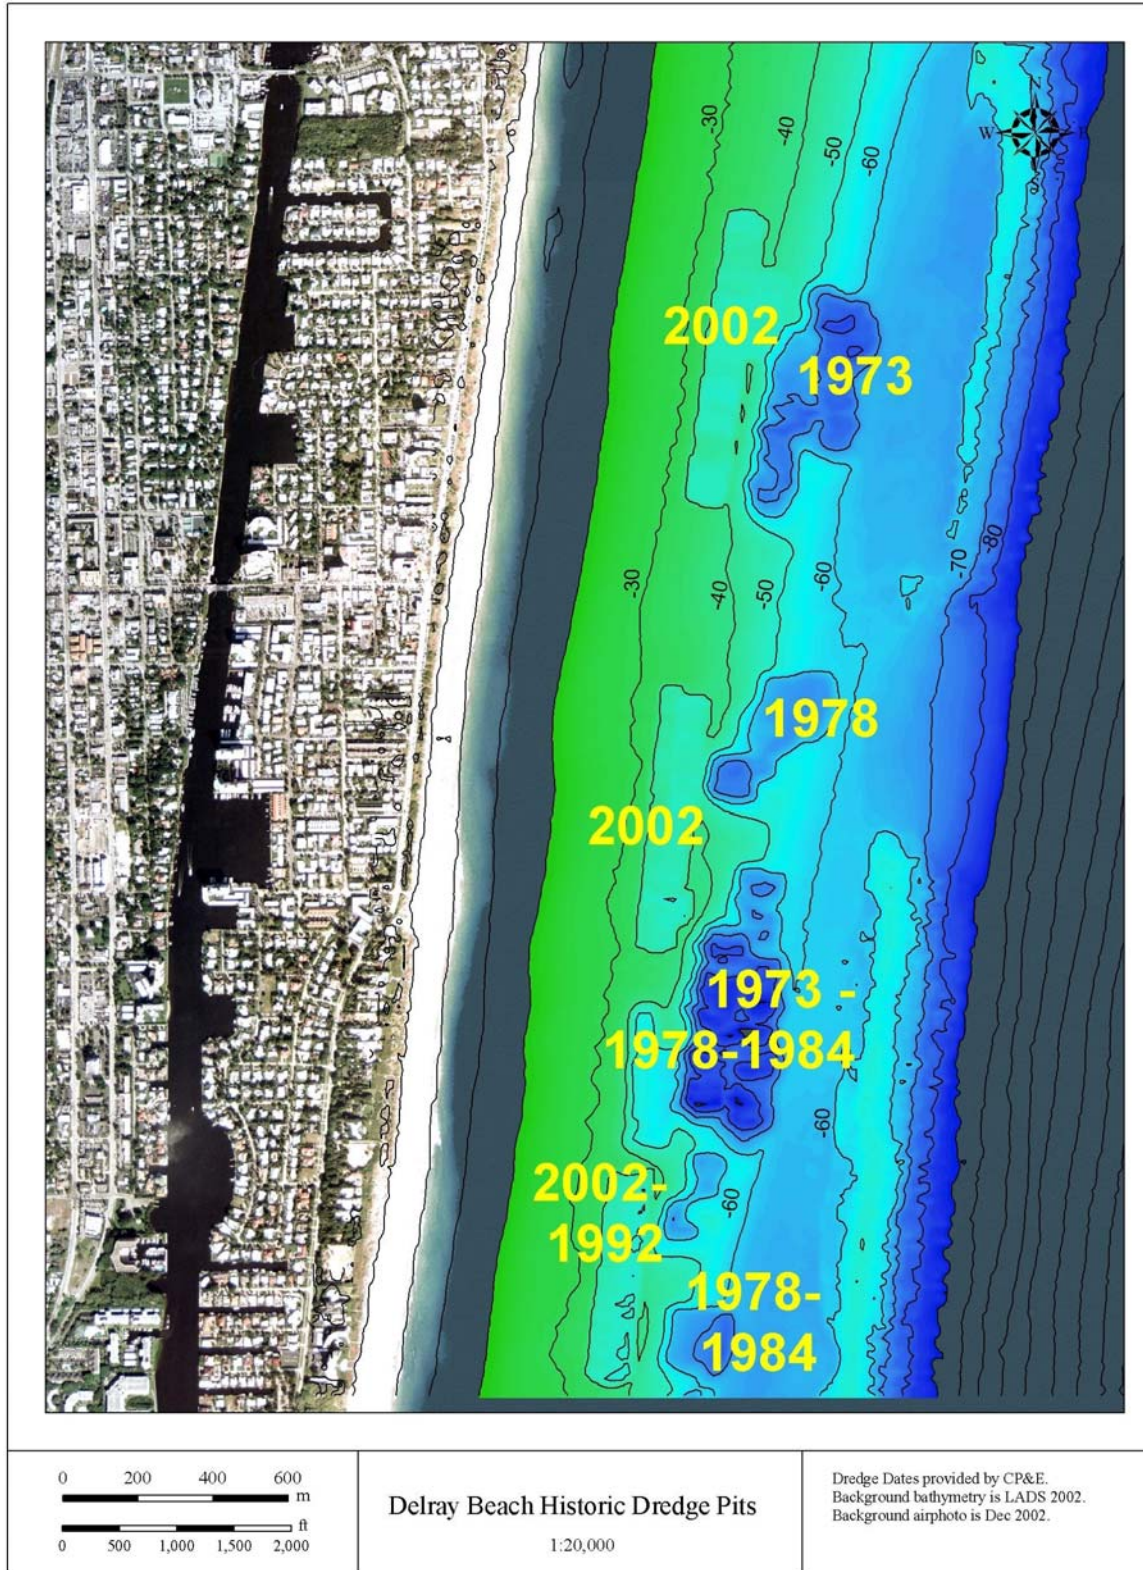 N
W
E
S
-30
-40
-50
-60
2002
1973
-30
-40
-50
-60
-70
-80
1978
2002
1973 -
1978-1984
-60
2002-
1992
-60
1978-
1984
0 200 400 600
m
ft
0 500 1,000 1,500 2,000
Delray Beach Historic Dredge Pits
1:20,000
Dredge Dates provided by CP&E.
Background bathymetry is LADS 2002.
Background airphoto is Dec 2002.